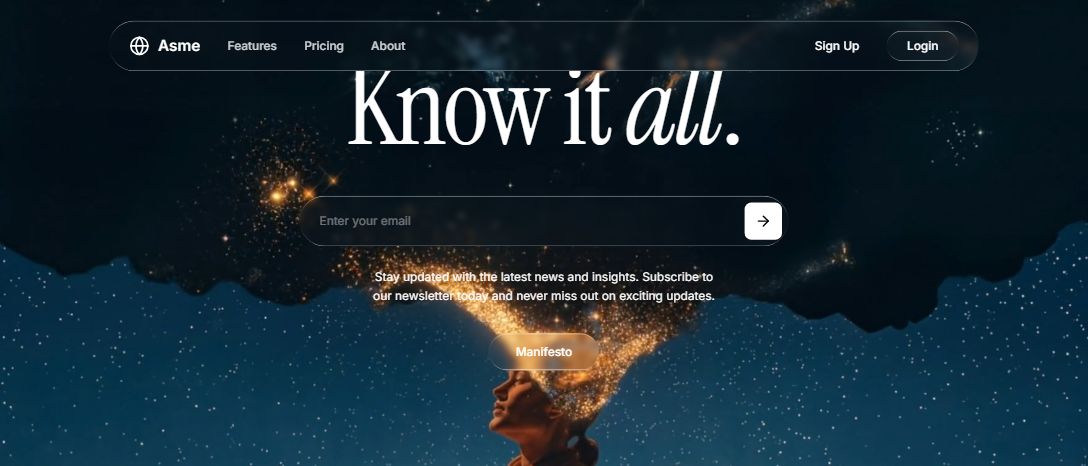 Asme
Features
Pricing
About
Sign Up
Login
Know it all.
Enter your email
Stay updated with the latest news and insights. Subscribe to
our newsletter today and never miss out on exciting updates.
Manifesto